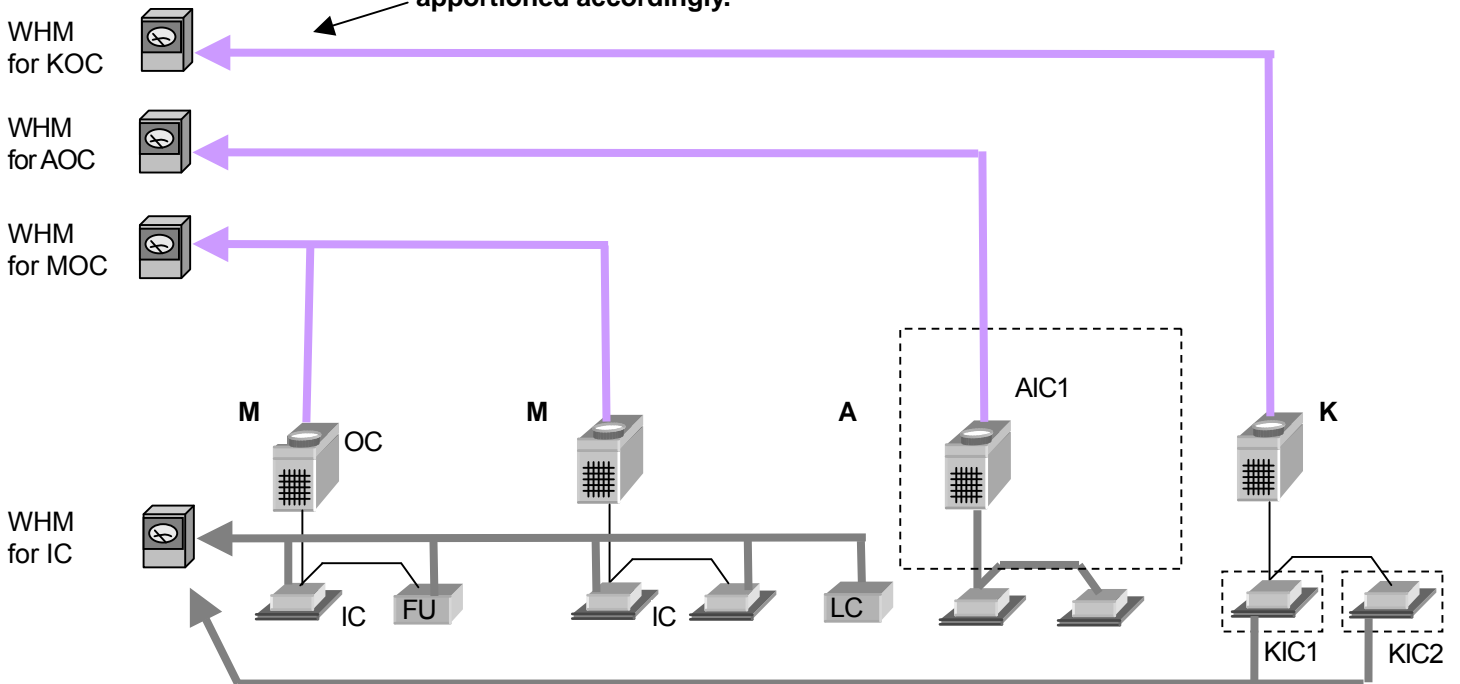 apportioned accordingly.
WHM
for KOC
WHM
for AOC
WHM
for MOC
AIC1
M
M
A
K
OC
WHM
for IC
IC
FU
IC
LC
KIC1
KIC2